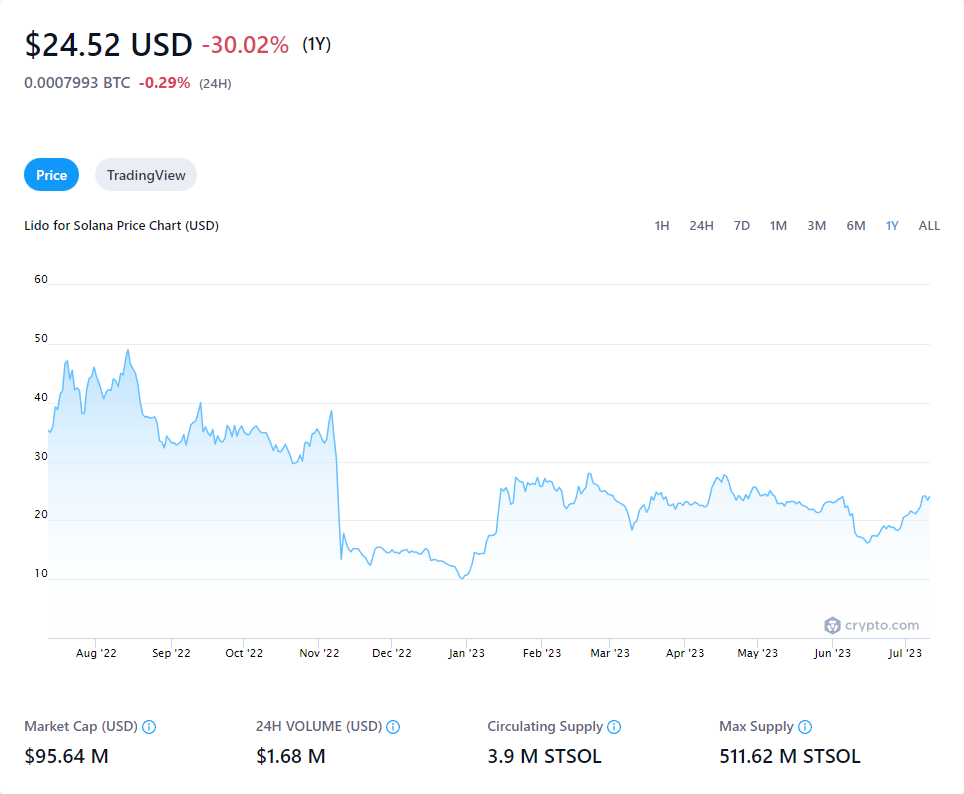 $24.52 USD -30.02% (1Y)
0.0007993 BTC -0.29% (24H)
Price TradingView
Lido for Solana Price Chart (USD) 1H 24H 7D 1M 3M 6M 1Y ALL
60
50
40
30
20
10
crypto.com
Aug '22 Sep '22 Oct '22 Nov '22 Dec '22 Jan '23 Feb '23 Mar '23 Apr '23 May '23 Jun '23 Jul '23
Market Cap (USD) 24H VOLUME (USD) Circulating Supply Max Supply
$95.64 M $1.68 M 3.9 M STSOL 511.62 M STSOL